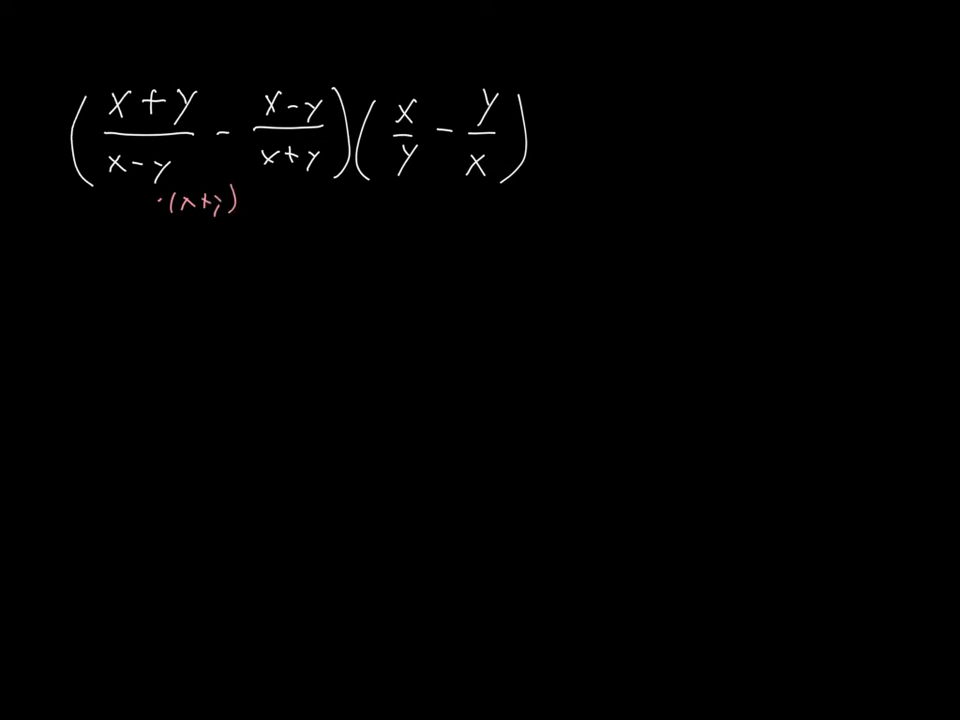 ( (x+y)/(x-y) - (x-y)/(x+y) ) ( x/y - y/x )
·(x+y)